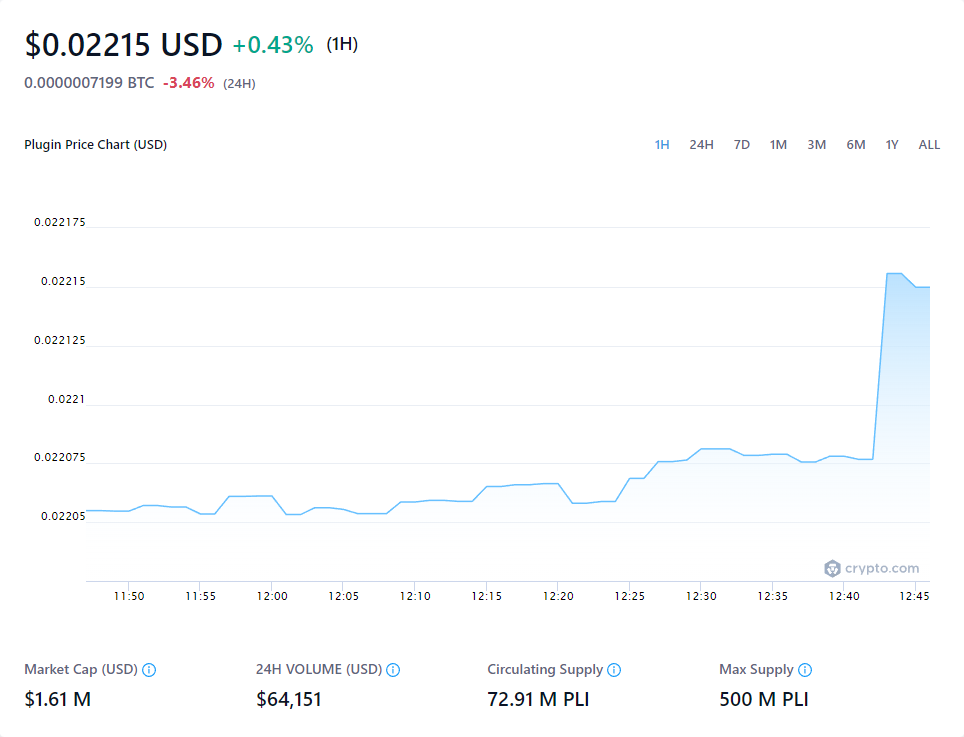 $0.02215 USD +0.43% (1H)
0.0000007199 BTC -3.46% (24H)
Plugin Price Chart (USD)
1H 24H 7D 1M 3M 6M 1Y ALL
0.022175
0.02215
0.022125
0.0221
0.022075
0.02205
crypto.com
11:50 11:55 12:00 12:05 12:10 12:15 12:20 12:25 12:30 12:35 12:40 12:45
Market Cap (USD) 24H VOLUME (USD) Circulating Supply Max Supply
$1.61 M $64,151 72.91 M PLI 500 M PLI